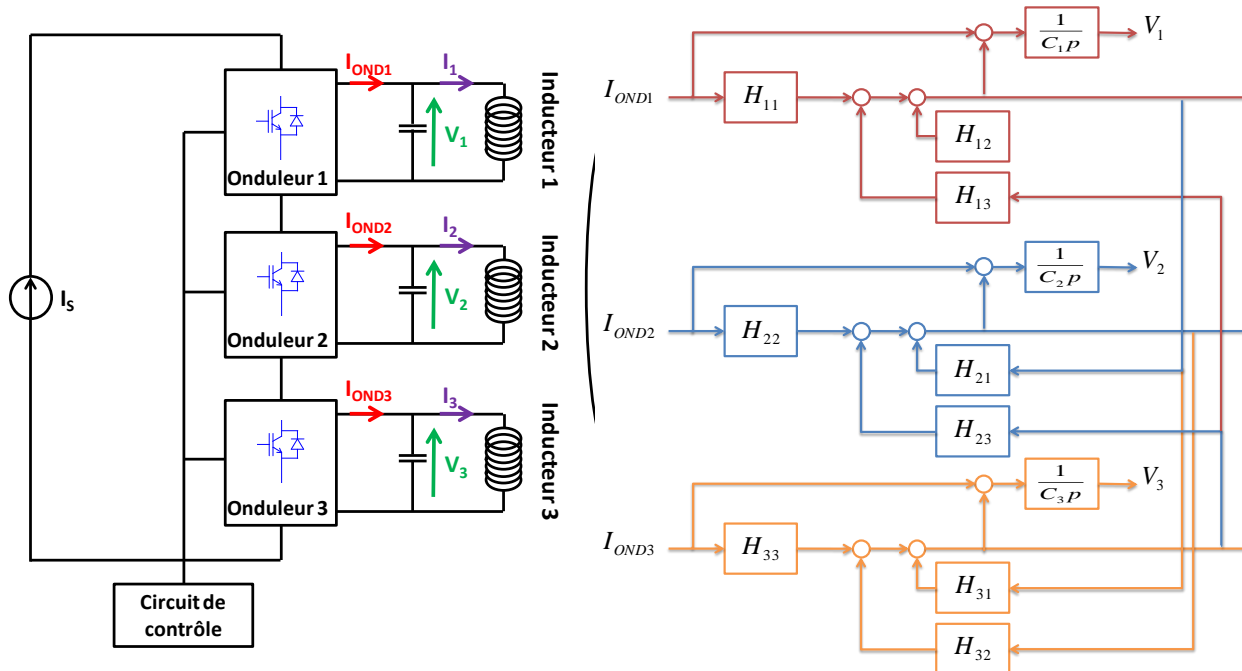 I_OND1
I_1
V_1
Onduleur 1
Inducteur 1
I_OND2
I_2
V_2
Onduleur 2
Inducteur 2
I_S
I_OND3
I_3
V_3
Onduleur 3
Inducteur 3
Circuit de
contrôle
1
C_1 p
V_1
I_OND1
H_11
H_12
H_13
1
C_2 p
V_2
I_OND2
H_22
H_21
H_23
1
C_3 p
V_3
I_OND3
H_33
H_31
H_32